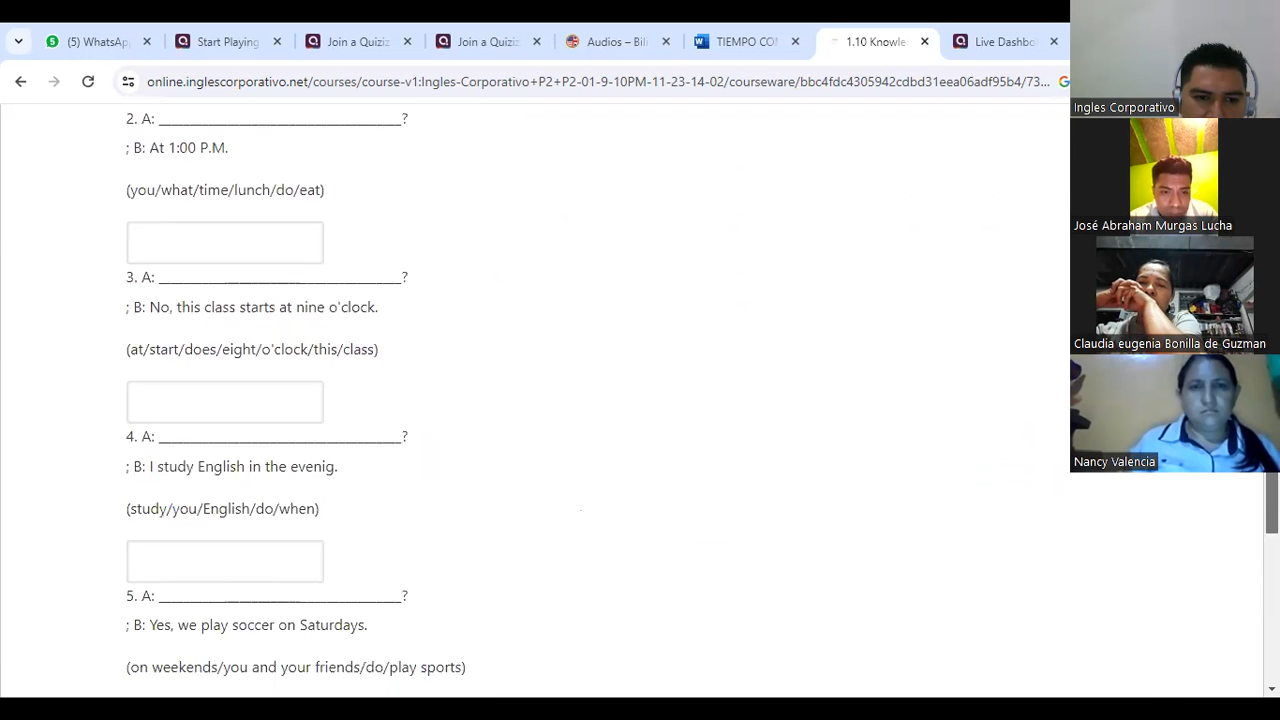 (5) WhatsAp
Start Playing
Join a Quiziz
Join a Quiziz
Audios – Bili
TIEMPO COI
1.10 Knowle
Live Dashbo
online.inglescorporativo.net/courses/course-v1:Ingles-Corporativo+P2+P2-01-9-10PM-11-23-14-02/courseware/bbc4fdc4305942cdbd31eea06adf95b4/73...
2. A: ________________________________?
; B: At 1:00 P.M.
(you/what/time/lunch/do/eat)
3. A: ________________________________?
; B: No, this class starts at nine o'clock.
(at/start/does/eight/o'clock/this/class)
4. A: ________________________________?
; B: I study English in the evenig.
(study/you/English/do/when)
5. A: ________________________________?
; B: Yes, we play soccer on Saturdays.
(on weekends/you and your friends/do/play sports)
Ingles Corporativo
José Abraham Murgas Lucha
Claudia eugenia Bonilla de Guzman
Nancy Valencia